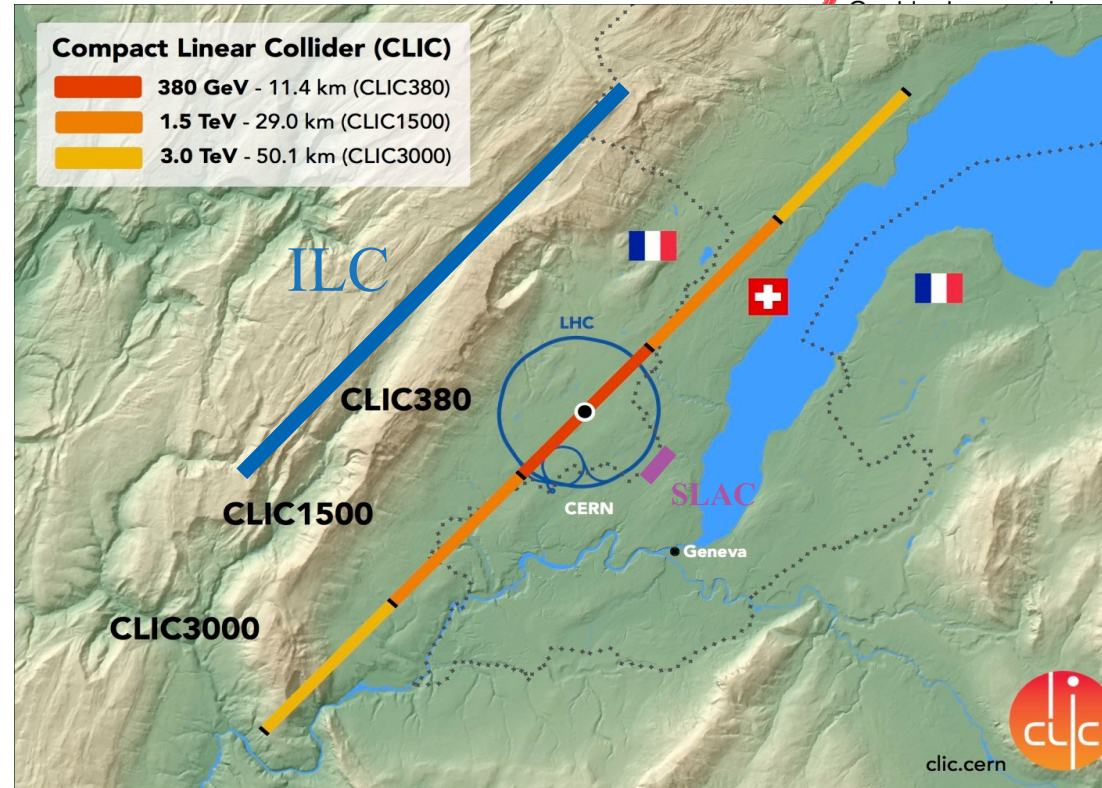 Compact Linear Collider (CLIC)
380 GeV - 11.4 km (CLIC380)
1.5 TeV - 29.0 km (CLIC1500)
3.0 TeV - 50.1 km (CLIC3000)
ILC
LHC
CLIC380
SLAC
CLIC1500
CERN
Geneva
CLIC3000
clic
clic.cern